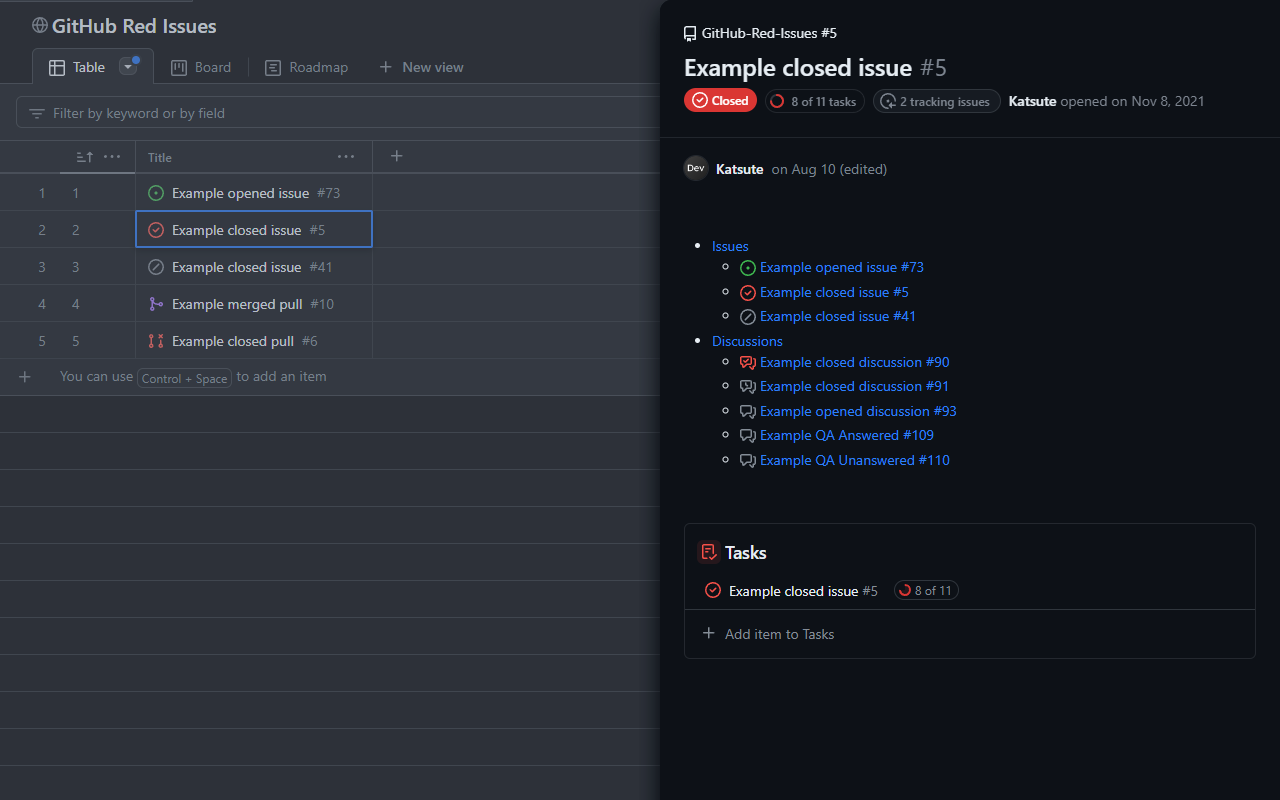 GitHub Red Issues
Table
Board
Roadmap
New view
Filter by keyword or by field
Title
1 1 Example opened issue #73
2 2 Example closed issue #5
3 3 Example closed issue #41
4 4 Example merged pull #10
5 5 Example closed pull #6
You can use Control + Space to add an item
GitHub-Red-Issues #5
Example closed issue #5
Closed 8 of 11 tasks 2 tracking issues Katsute opened on Nov 8, 2021
Dev Katsute on Aug 10 (edited)
Issues
Example opened issue #73
Example closed issue #5
Example closed issue #41
Discussions
Example closed discussion #90
Example closed discussion #91
Example opened discussion #93
Example QA Answered #109
Example QA Unanswered #110
Tasks
Example closed issue #5 8 of 11
Add item to Tasks